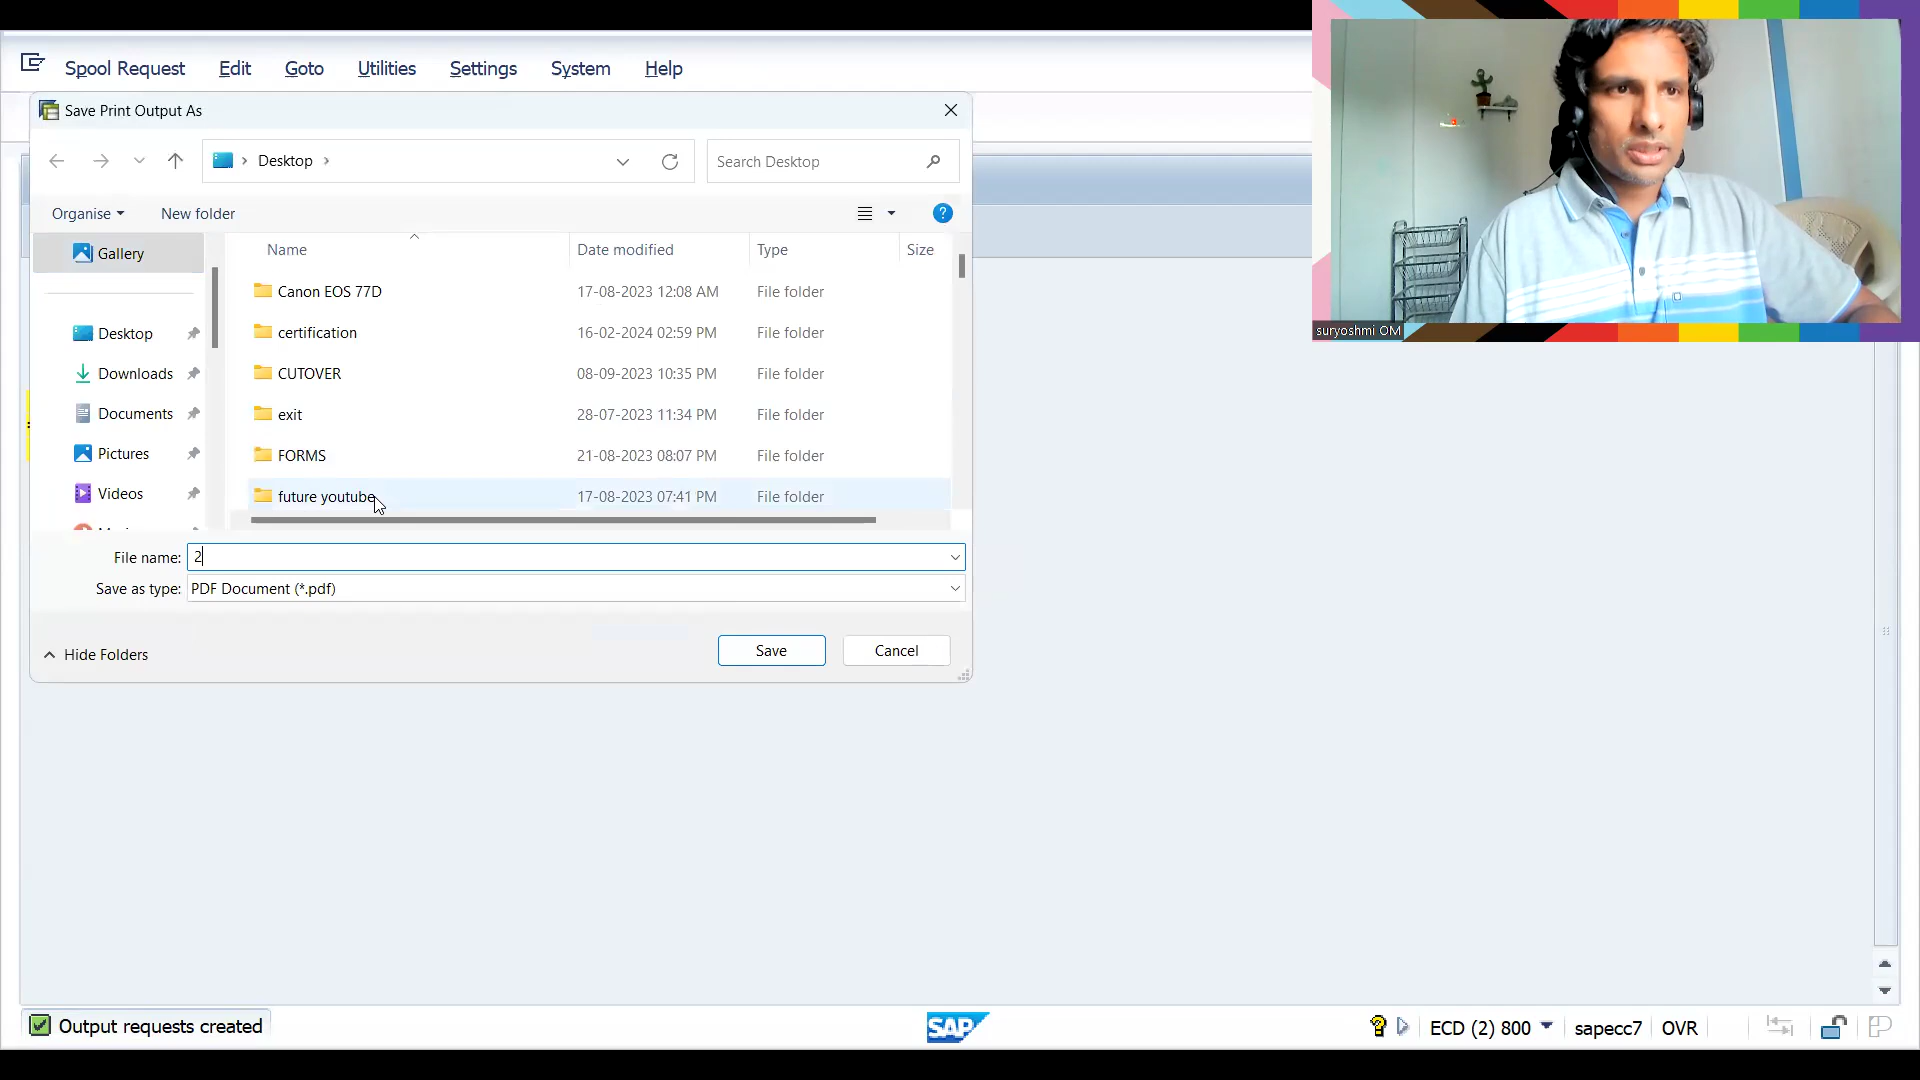 Spool Request Edit Goto Utilities Settings System Help
Save Print Output As
Desktop
Search Desktop
Organise
New folder
Gallery
Desktop
Downloads
Documents
Pictures
Videos
Name Date modified Type Size
Canon EOS 77D 17-08-2023 12:08 AM File folder
certification 16-02-2024 02:59 PM File folder
CUTOVER 08-09-2023 10:35 PM File folder
exit 28-07-2023 11:34 PM File folder
FORMS 21-08-2023 08:07 PM File folder
future youtube 17-08-2023 07:41 PM File folder
File name: 2
Save as type: PDF Document (*.pdf)
Hide Folders
Save
Cancel
suryoshmi OM
Output requests created
SAP
ECD (2) 800 sapecc7 OVR